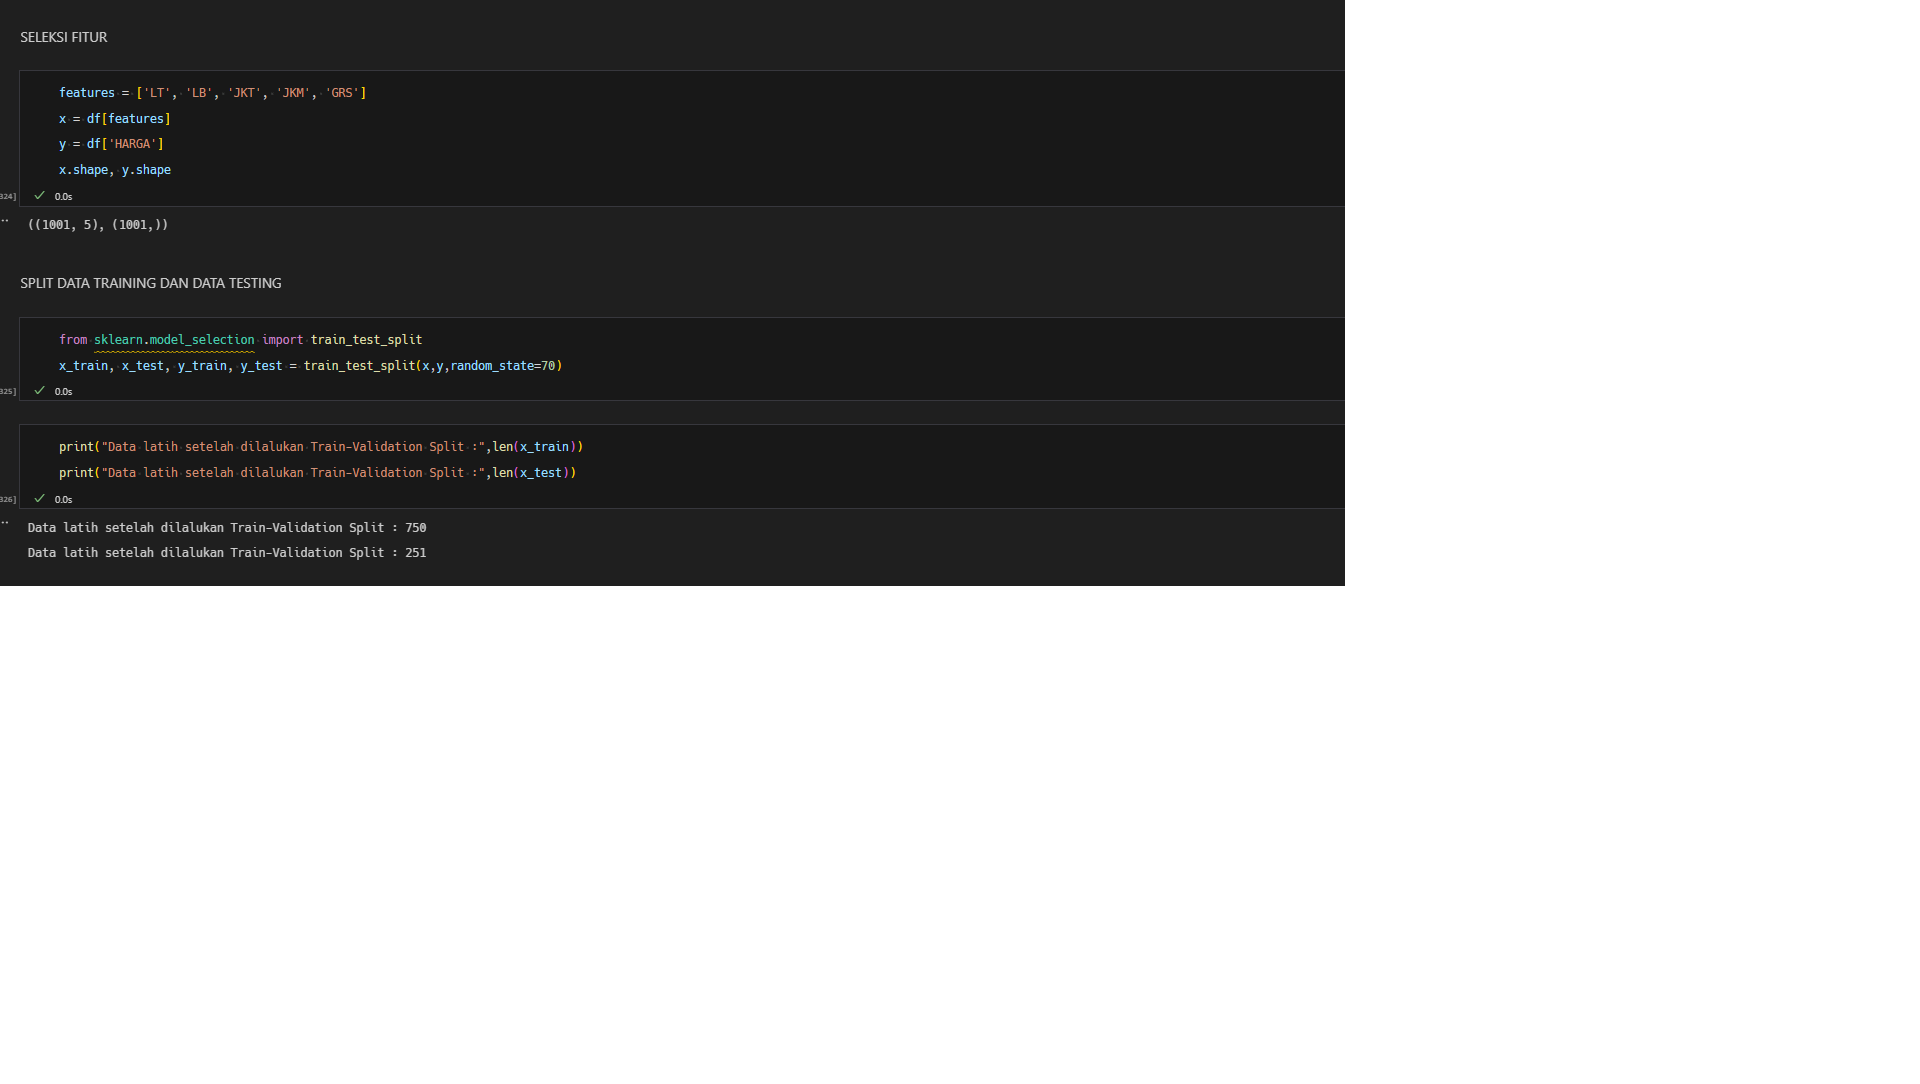 SELEKSI FITUR
features = ['LT', 'LB', 'JKT', 'JKM', 'GRS']
x = df[features]
y = df['HARGA']
x.shape, y.shape
324] 0.0s
((1001, 5), (1001,))
SPLIT DATA TRAINING DAN DATA TESTING
from sklearn.model_selection import train_test_split
x_train, x_test, y_train, y_test = train_test_split(x,y,random_state=70)
325] 0.0s
print("Data latih setelah dilalukan Train-Validation Split :",len(x_train))
print("Data latih setelah dilalukan Train-Validation Split :",len(x_test))
326] 0.0s
Data latih setelah dilalukan Train-Validation Split : 750
Data latih setelah dilalukan Train-Validation Split : 251